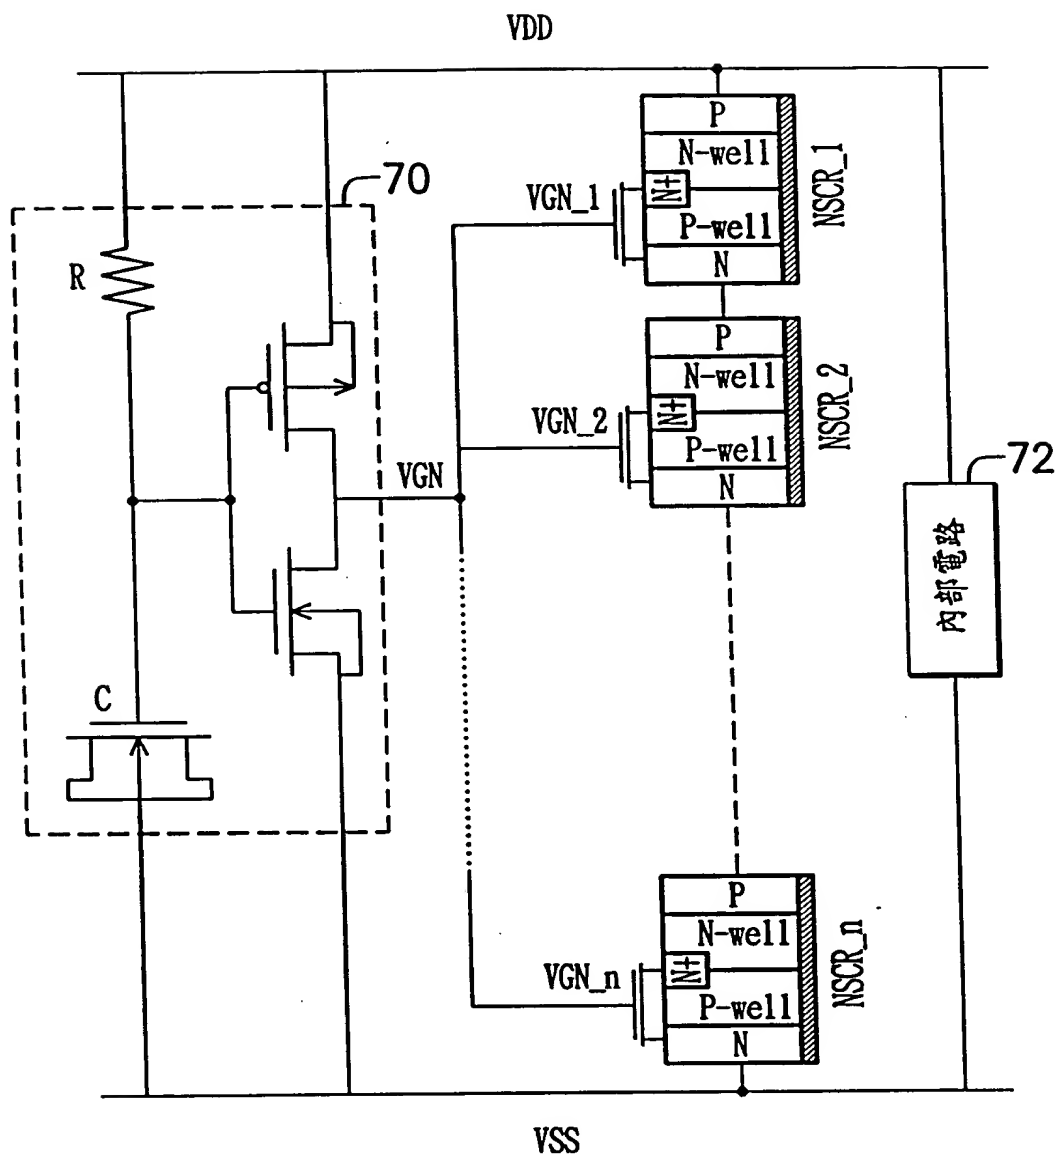 VDD
70
R
C
VGN
VGN_1
P
N-well
N+
P-well
N
NSCR_1
VGN_2
P
N-well
N+
P-well
N
NSCR_2
72
內部電路
VGN_n
P
N-well
N+
P-well
N
NSCR_n
VSS